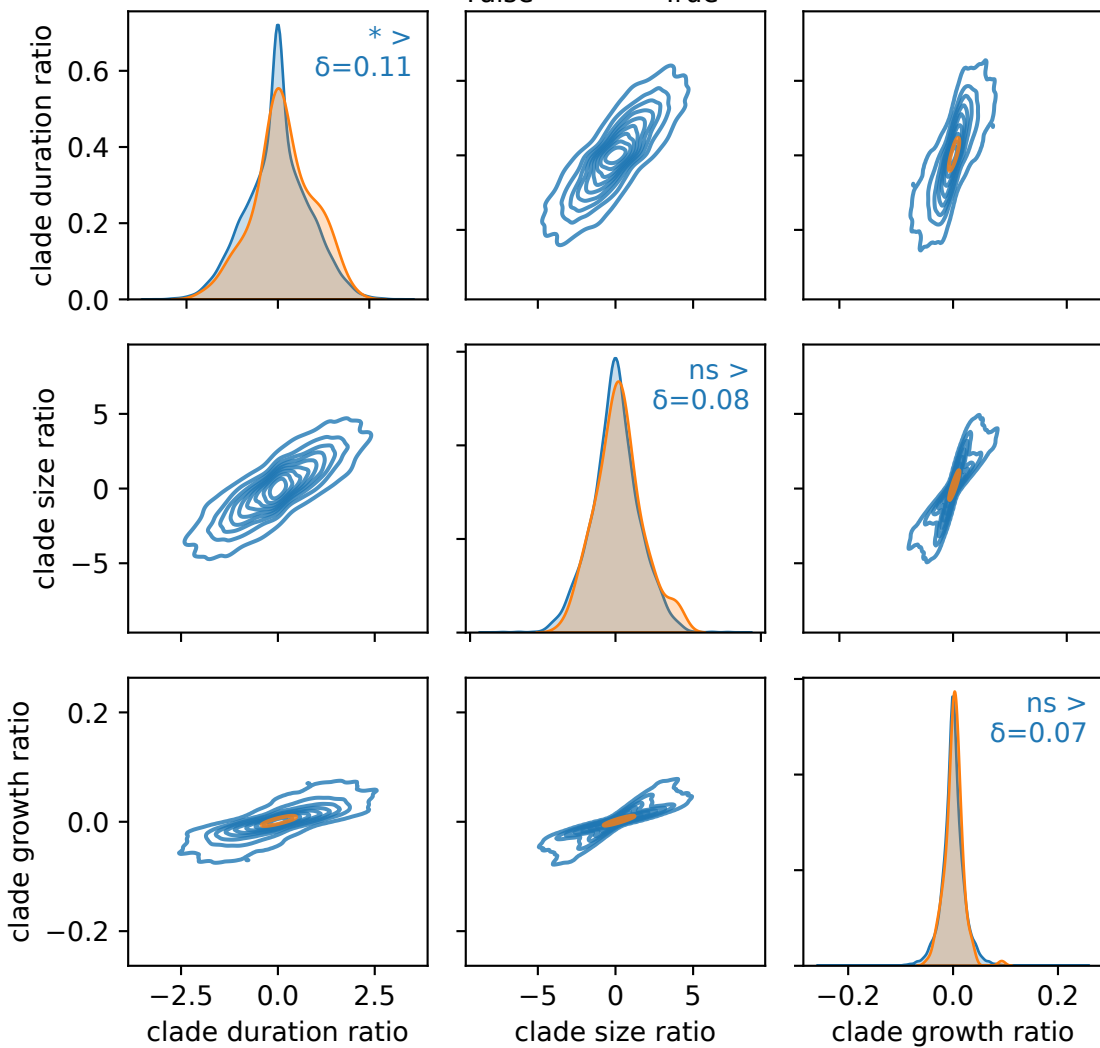 * >
δ=0.11
clade duration ratio
0.6
0.4
0.2
0.0
ns >
δ=0.08
clade size ratio
5
0
−5
ns >
δ=0.07
clade growth ratio
0.2
0.0
−0.2
−2.5 0.0 2.5 −5 0 5 −0.2 0.0 0.2
clade duration ratio clade size ratio clade growth ratio